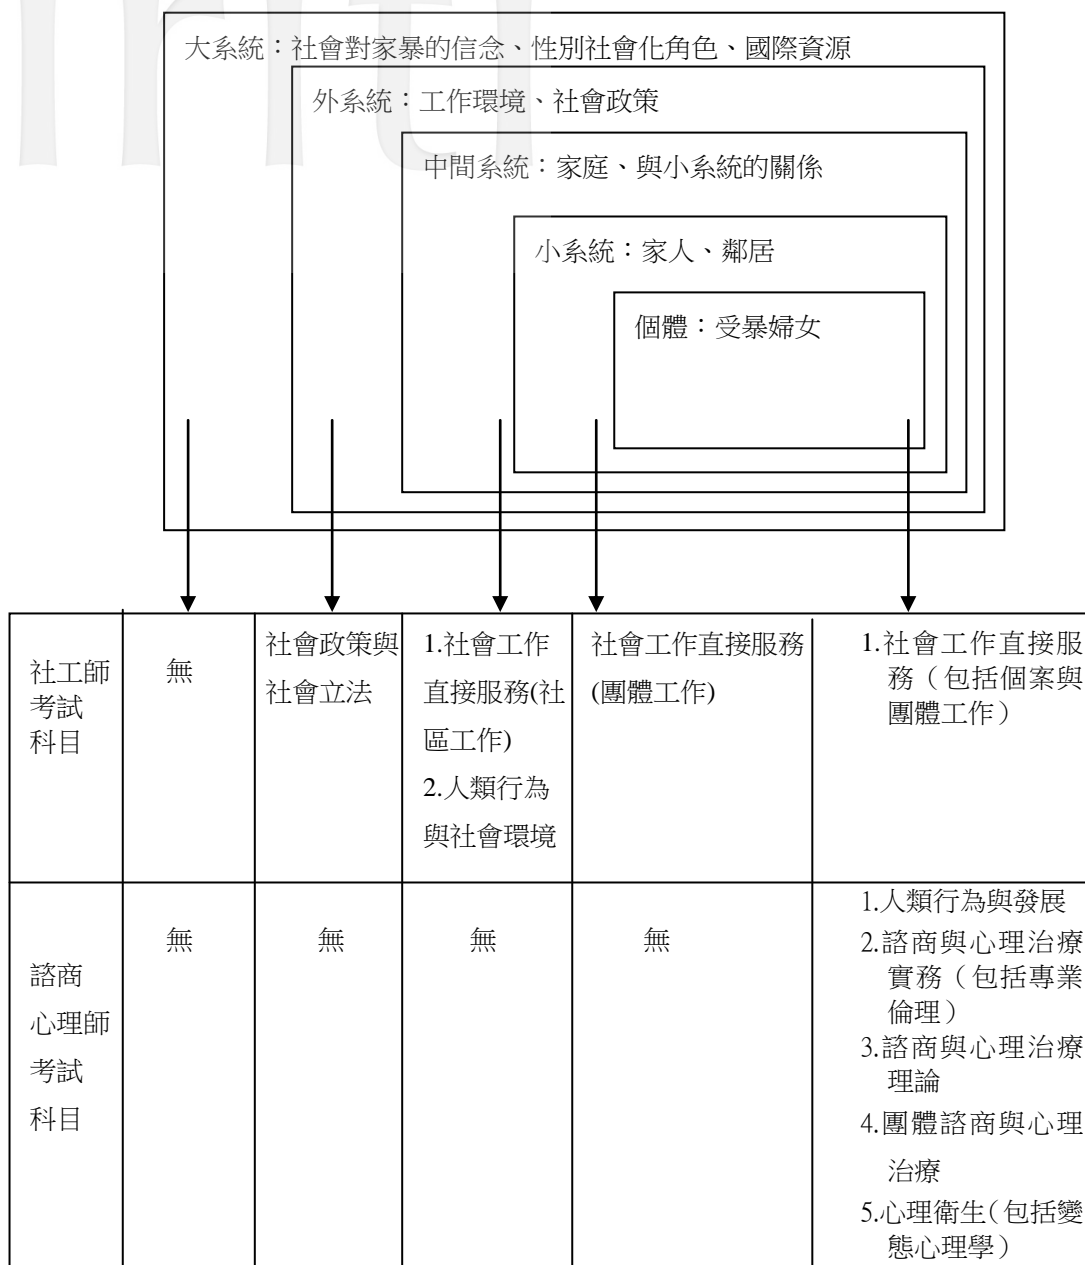 大系統：社會對家暴的信念、性別社會化角色、國際資源
外系統：工作環境、社會政策
中間系統：家庭、與小系統的關係
小系統：家人、鄰居
個體：受暴婦女
社工師
考試
科目
無
社會政策與
社會立法
1.社會工作
直接服務(社
區工作)
2.人類行為
與社會環境
社會工作直接服務
(團體工作)
1.社會工作直接服
務（包括個案與
團體工作）
諮商
心理師
考試
科目
無
無
無
無
1.人類行為與發展
2.諮商與心理治療
實務（包括專業
倫理）
3.諮商與心理治療
理論
4.團體諮商與心理
治療
5.心理衛生（包括變
態心理學）